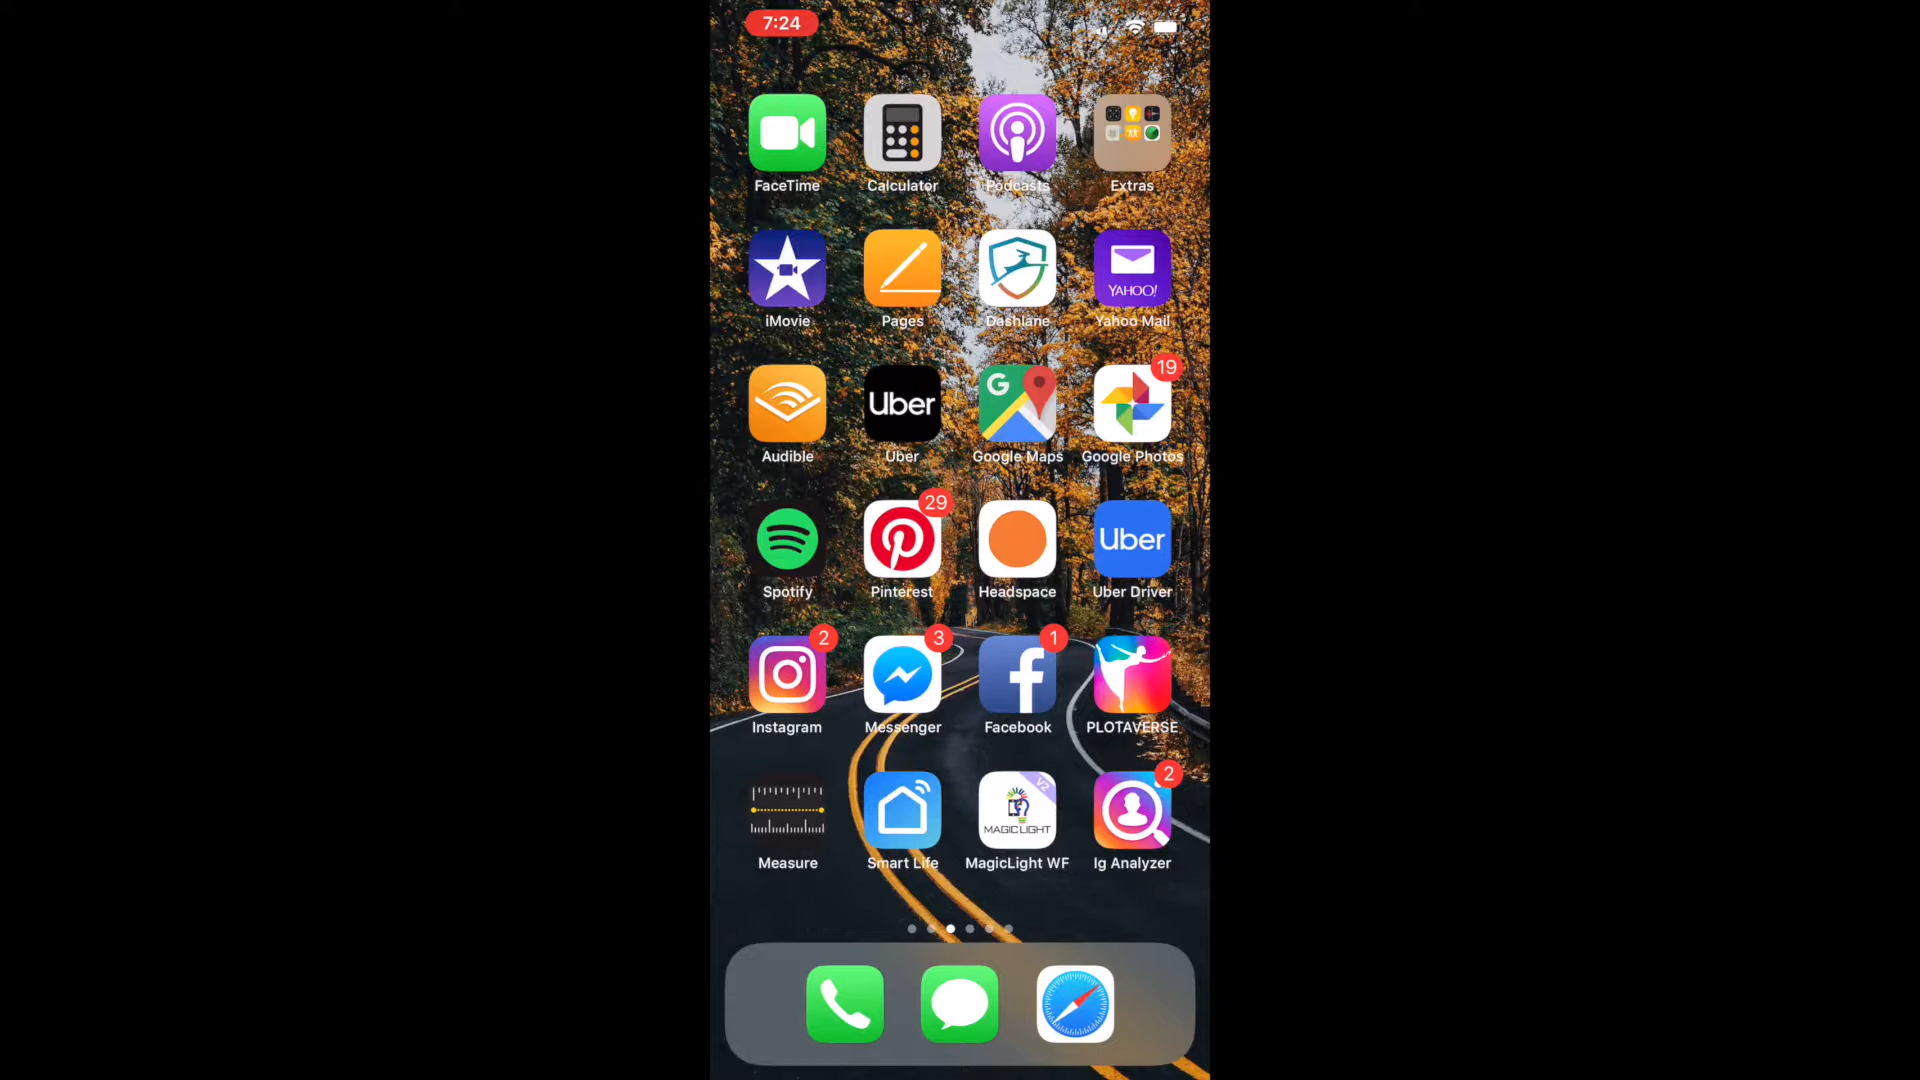 7:24
FaceTime Calculator Podcasts Extras
YAHOO!
iMovie Pages Dashlane Yahoo Mail
19
Uber
G
Audible Uber Google Maps Google Photos
29
Uber
Spotify Pinterest Headspace Uber Driver
2 3 1
Instagram Messenger Facebook PLOTAVERSE
2
V2
MAGICLIGHT
Measure Smart Life MagicLight WF Ig Analyzer